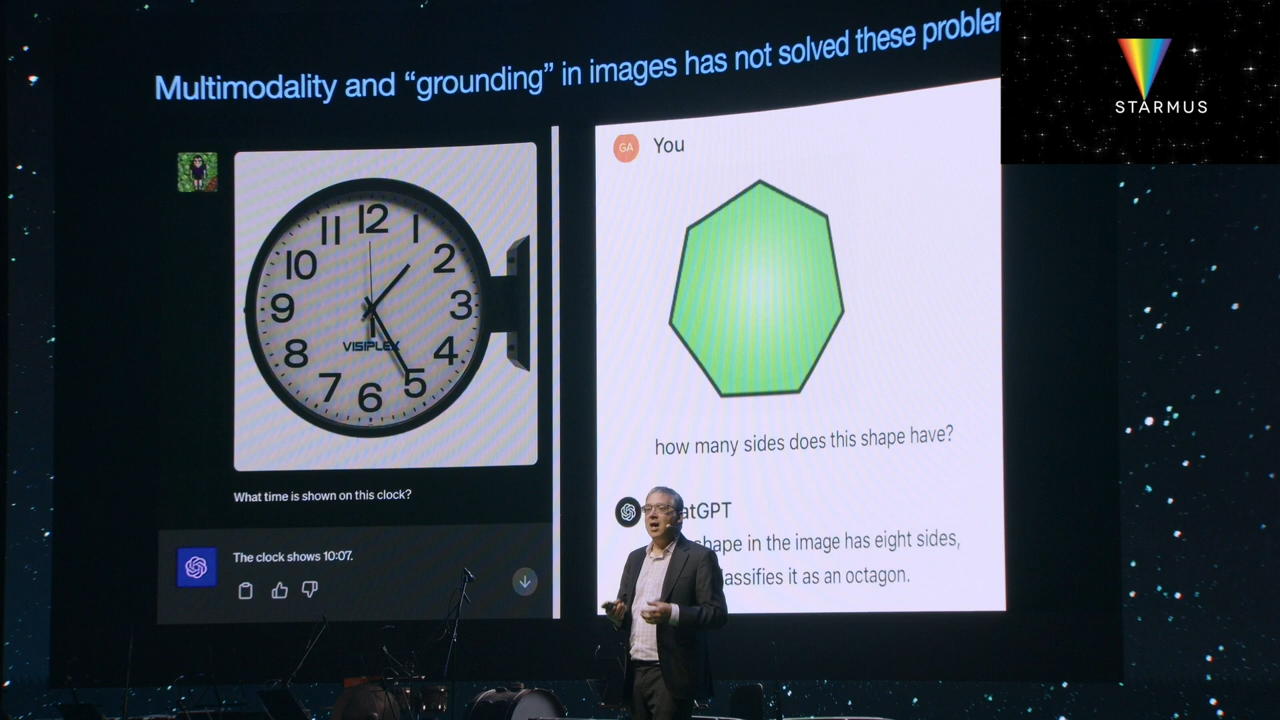 Multimodality and “grounding” in images has not solved these
STARMUS
12
11
1
10
2
9
3
VISIPLEX
8
4
7
5
6
What time is shown on this clock?
The clock shows 10:07.
GA
You
how many sides does this shape have?
atGPT
shape in the image has eight sides,
lassifies it as an octagon.